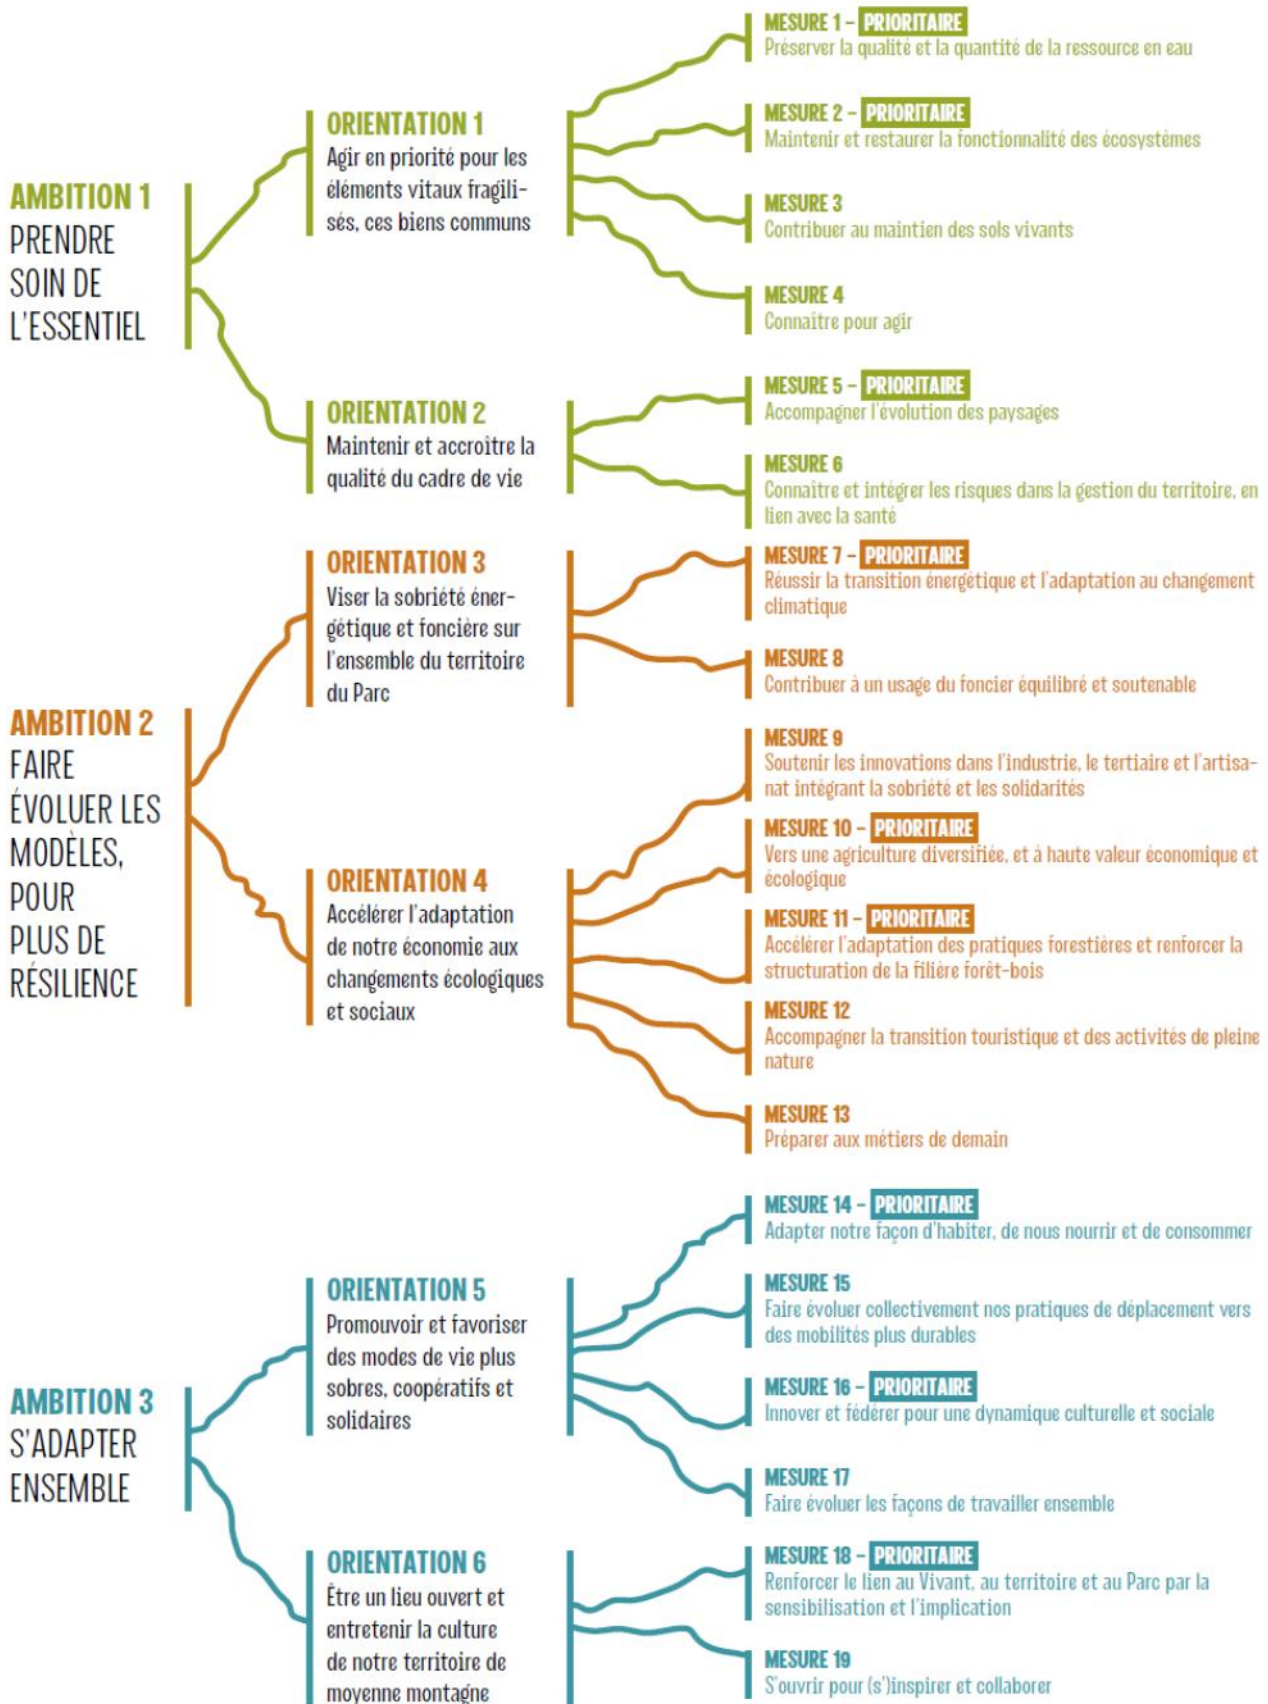 AMBITION 1
PRENDRE
SOIN DE
L'ESSENTIEL
ORIENTATION 1
Agir en priorité pour les
éléments vitaux fragili-
sés, ces biens communs
MESURE 1 – PRIORITAIRE
Préserver la qualité et la quantité de la ressource en eau
MESURE 2 – PRIORITAIRE
Maintenir et restaurer la fonctionnalité des écosystèmes
MESURE 3
Contribuer au maintien des sols vivants
MESURE 4
Connaître pour agir
ORIENTATION 2
Maintenir et accroître la
qualité du cadre de vie
MESURE 5 – PRIORITAIRE
Accompagner l'évolution des paysages
MESURE 6
Connaître et intégrer les risques dans la gestion du territoire, en
lien avec la santé
AMBITION 2
FAIRE
ÉVOLUER LES
MODÈLES,
POUR
PLUS DE
RÉSILIENCE
ORIENTATION 3
Viser la sobriété éner-
gétique et foncière sur
l'ensemble du territoire
du Parc
MESURE 7 – PRIORITAIRE
Réussir la transition énergétique et l'adaptation au changement
climatique
MESURE 8
Contribuer à un usage du foncier équilibré et soutenable
ORIENTATION 4
Accélérer l'adaptation
de notre économie aux
changements écologiques
et sociaux
MESURE 9
Soutenir les innovations dans l'industrie, le tertiaire et l'artisa-
nat intégrant la sobriété et les solidarités
MESURE 10 – PRIORITAIRE
Vers une agriculture diversifiée, et à haute valeur économique et
écologique
MESURE 11 – PRIORITAIRE
Accélérer l'adaptation des pratiques forestières et renforcer la
structuration de la filière forêt-bois
MESURE 12
Accompagner la transition touristique et des activités de pleine
nature
MESURE 13
Préparer aux métiers de demain
AMBITION 3
S'ADAPTER
ENSEMBLE
ORIENTATION 5
Promouvoir et favoriser
des modes de vie plus
sobres, coopératifs et
solidaires
MESURE 14 – PRIORITAIRE
Adapter notre façon d'habiter, de nous nourrir et de consommer
MESURE 15
Faire évoluer collectivement nos pratiques de déplacement vers
des mobilités plus durables
MESURE 16 – PRIORITAIRE
Innover et fédérer pour une dynamique culturelle et sociale
MESURE 17
Faire évoluer les façons de travailler ensemble
ORIENTATION 6
Être un lieu ouvert et
entretenir la culture
de notre territoire de
moyenne montagne
MESURE 18 – PRIORITAIRE
Renforcer le lien au Vivant, au territoire et au Parc par la
sensibilisation et l'implication
MESURE 19
S'ouvrir pour (s')inspirer et collaborer